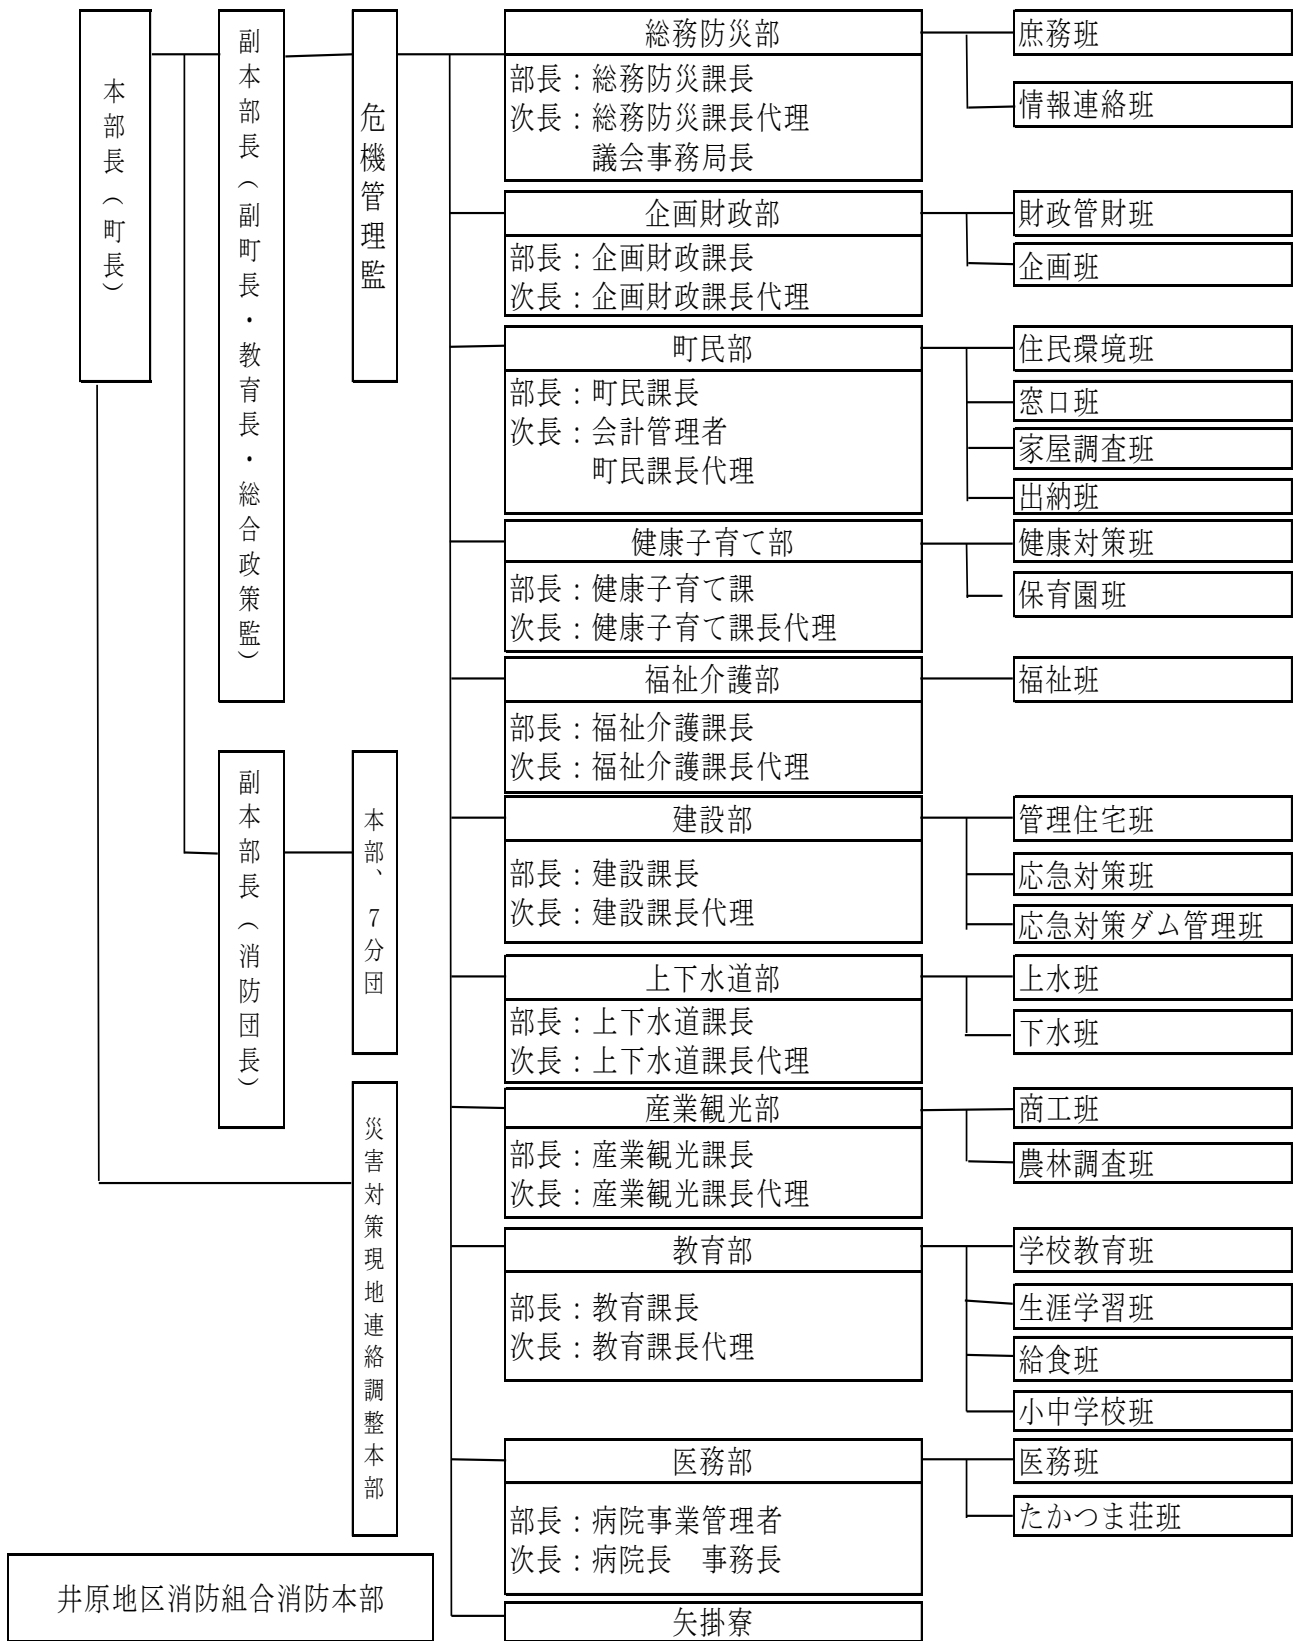 本部長（町長）
副本部長（副町長・教育長・総合政策監）
危機管理監
副本部長（消防団長）
本部、7分団
災害対策現地連絡調整本部
井原地区消防組合消防本部
総務防災部
部長：総務防災課長
次長：総務防災課長代理
議会事務局長
庶務班
情報連絡班
企画財政部
部長：企画財政課長
次長：企画財政課長代理
財政管財班
企画班
町民部
部長：町民課長
次長：会計管理者
町民課長代理
住民環境班
窓口班
家屋調査班
出納班
健康子育て部
部長：健康子育て課
次長：健康子育て課長代理
健康対策班
保育園班
福祉介護部
部長：福祉介護課長
次長：福祉介護課長代理
福祉班
建設部
部長：建設課長
次長：建設課長代理
管理住宅班
応急対策班
応急対策ダム管理班
上下水道部
部長：上下水道課長
次長：上下水道課長代理
上水班
下水班
産業観光部
部長：産業観光課長
次長：産業観光課長代理
商工班
農林調査班
教育部
部長：教育課長
次長：教育課長代理
学校教育班
生涯学習班
給食班
小中学校班
医務部
部長：病院事業管理者
次長：病院長　事務長
医務班
たかつま荘班
矢掛寮